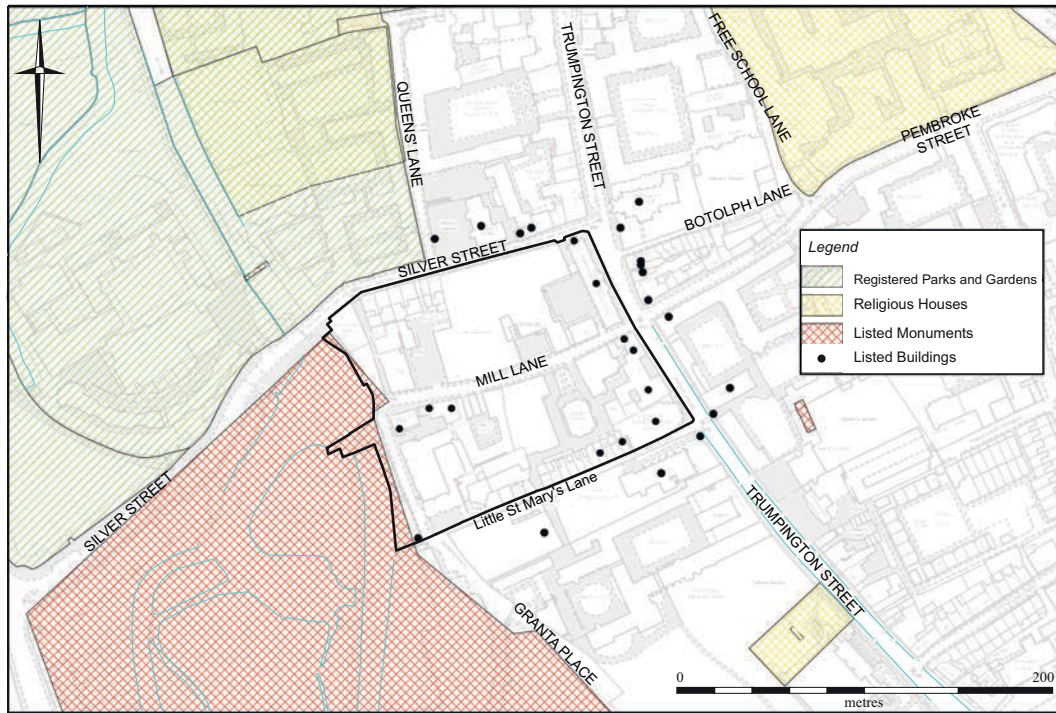 QUEENS' LANE
TRUMPINGTON STREET
FREE SCHOOL LANE
PEMBROKE
STREET
BOTOLPH LANE
SILVER STREET
MILL LANE
Little St Mary's Lane
SILVER STREET
TRUMPINGTON STREET
GRANTA PLACE
Legend
Registered Parks and Gardens
Religious Houses
Listed Monuments
Listed Buildings
0 200
metres